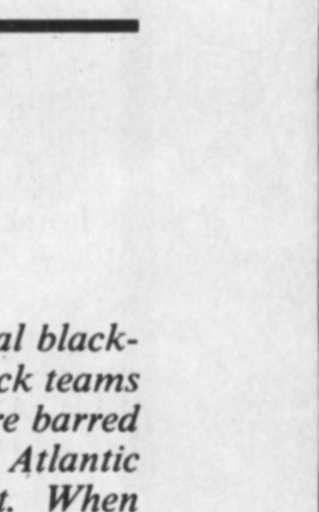 al black-
ck teams
re barred
Atlantic
t. When